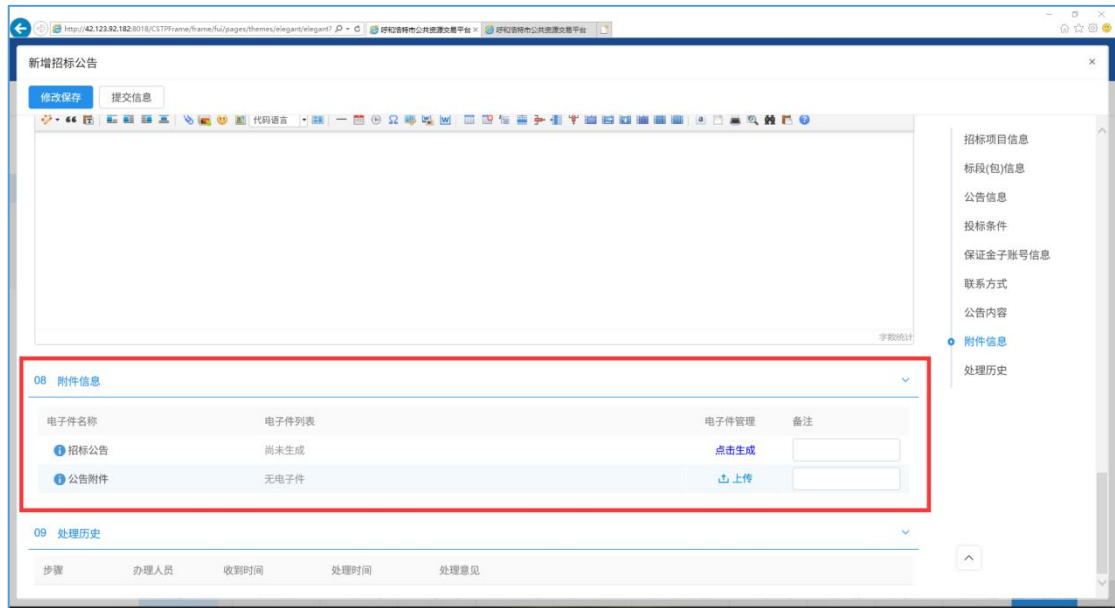 http://42.123.92.182:8018/CSTPFrame/frame/fui/pages/themes/elegant/elegant?
呼和浩特市公共资源交易平台
呼和浩特市公共资源交易平台
新增招标公告
修改保存
提交信息
代码语言
字数统计
08 附件信息
电子件名称 电子件列表 电子件管理 备注
招标公告 尚未生成 点击生成
公告附件 无电子件 上传
09 处理历史
步骤 办理人员 收到时间 处理时间 处理意见
招标项目信息
标段(包)信息
公告信息
投标条件
保证金子账号信息
联系方式
公告内容
附件信息
处理历史